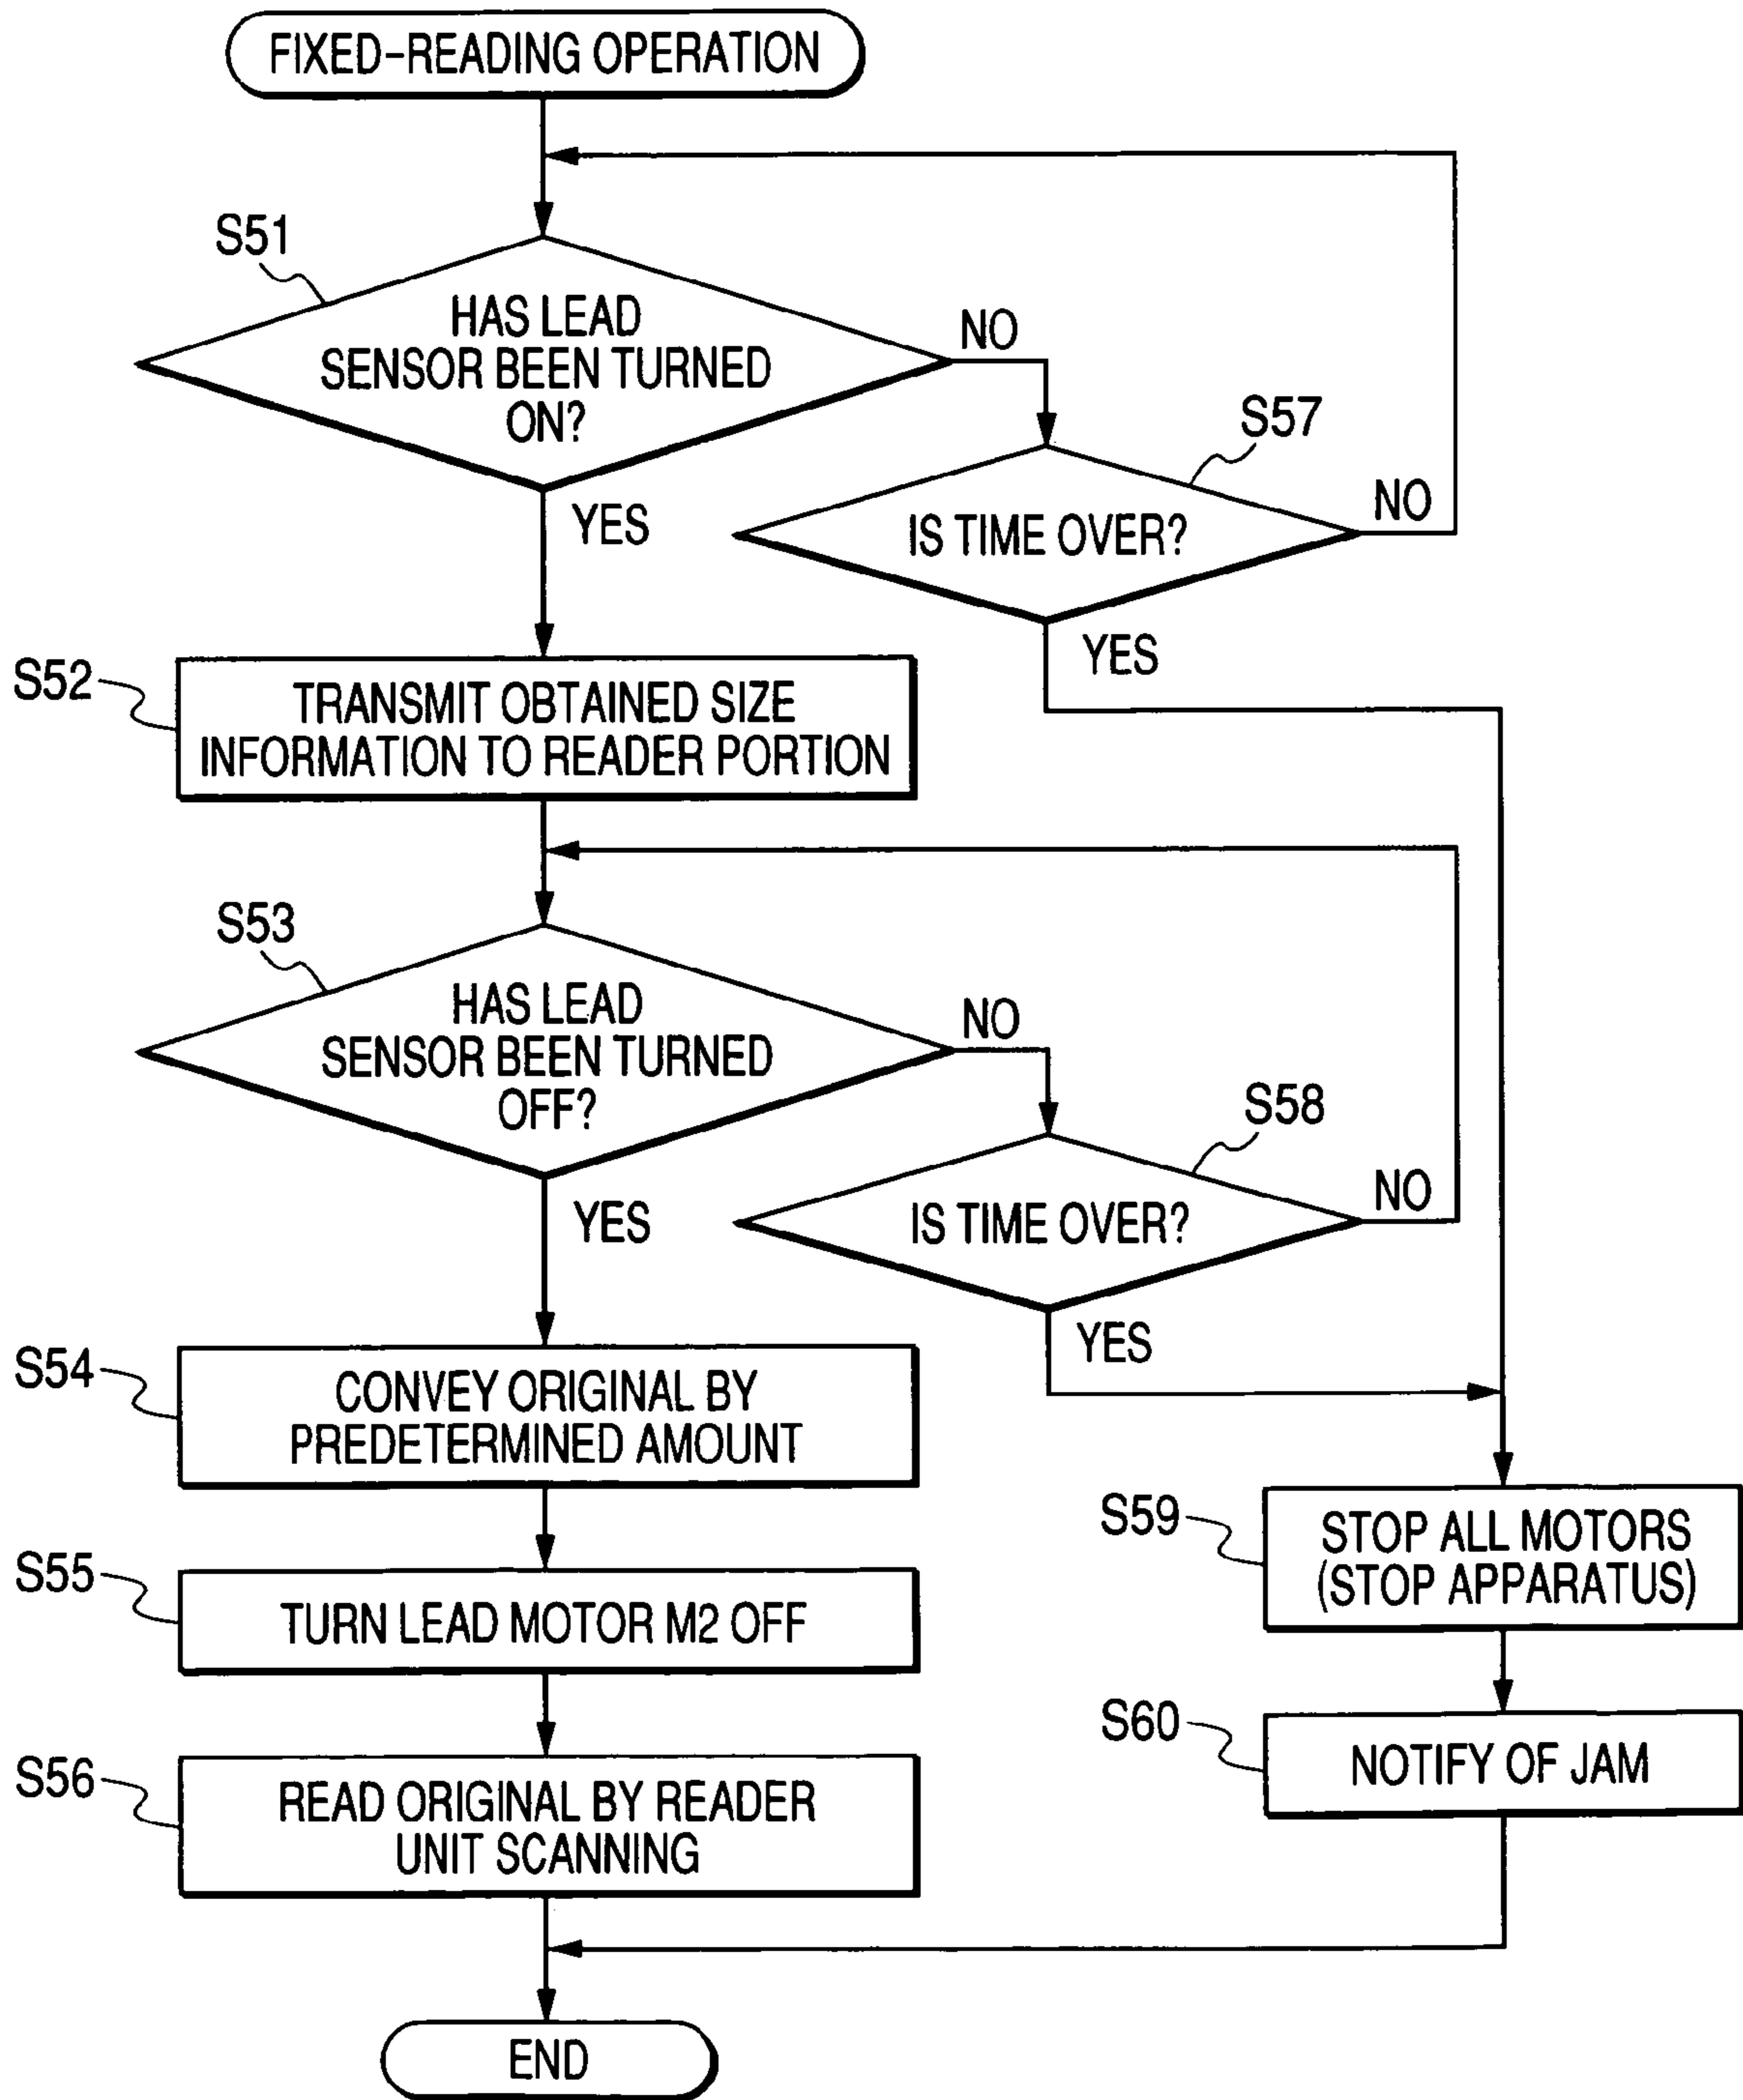 FIXED-READING OPERATION
S51
HAS LEAD
SENSOR BEEN TURNED
ON?
NO
YES
S57
IS TIME OVER?
NO
YES
S52
TRANSMIT OBTAINED SIZE
INFORMATION TO READER PORTION
S53
HAS LEAD
SENSOR BEEN TURNED
OFF?
NO
YES
S58
IS TIME OVER?
NO
YES
S54
CONVEY ORIGINAL BY
PREDETERMINED AMOUNT
S55
TURN LEAD MOTOR M2 OFF
S56
READ ORIGINAL BY READER
UNIT SCANNING
S59
STOP ALL MOTORS
(STOP APPARATUS)
S60
NOTIFY OF JAM
END